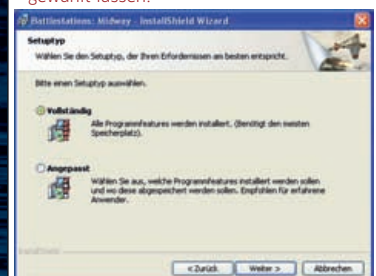 gewählt lassen.
Battlestations: Midway - InstallShield Wizard
Setuptyp
Wählen Sie den Setuptyp, der Ihren Erfordernissen am besten entspricht.
Bitte einen Setuptyp auswählen.
Vollständig
Alle Programmfeatures werden installiert. (Benötigt den meisten
Speicherplatz).
Angepasst
Wählen Sie aus, welche Programmfeatures installiert werden sollen
und wo diese abgespeichert werden sollen. Empfohlen für erfahrene
Anwender.
InstallShield
< Zurück
Weiter >
Abbrechen